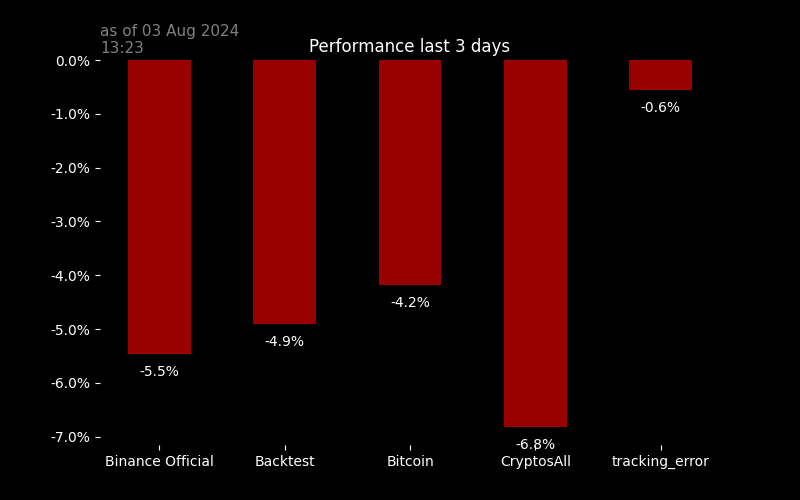 as of 03 Aug 2024
13:23
Performance last 3 days
0.0%
-1.0%
-2.0%
-3.0%
-4.0%
-5.0%
-6.0%
-7.0%
-5.5%
-4.9%
-4.2%
-6.8%
-0.6%
Binance Official
Backtest
Bitcoin
CryptosAll
tracking_error